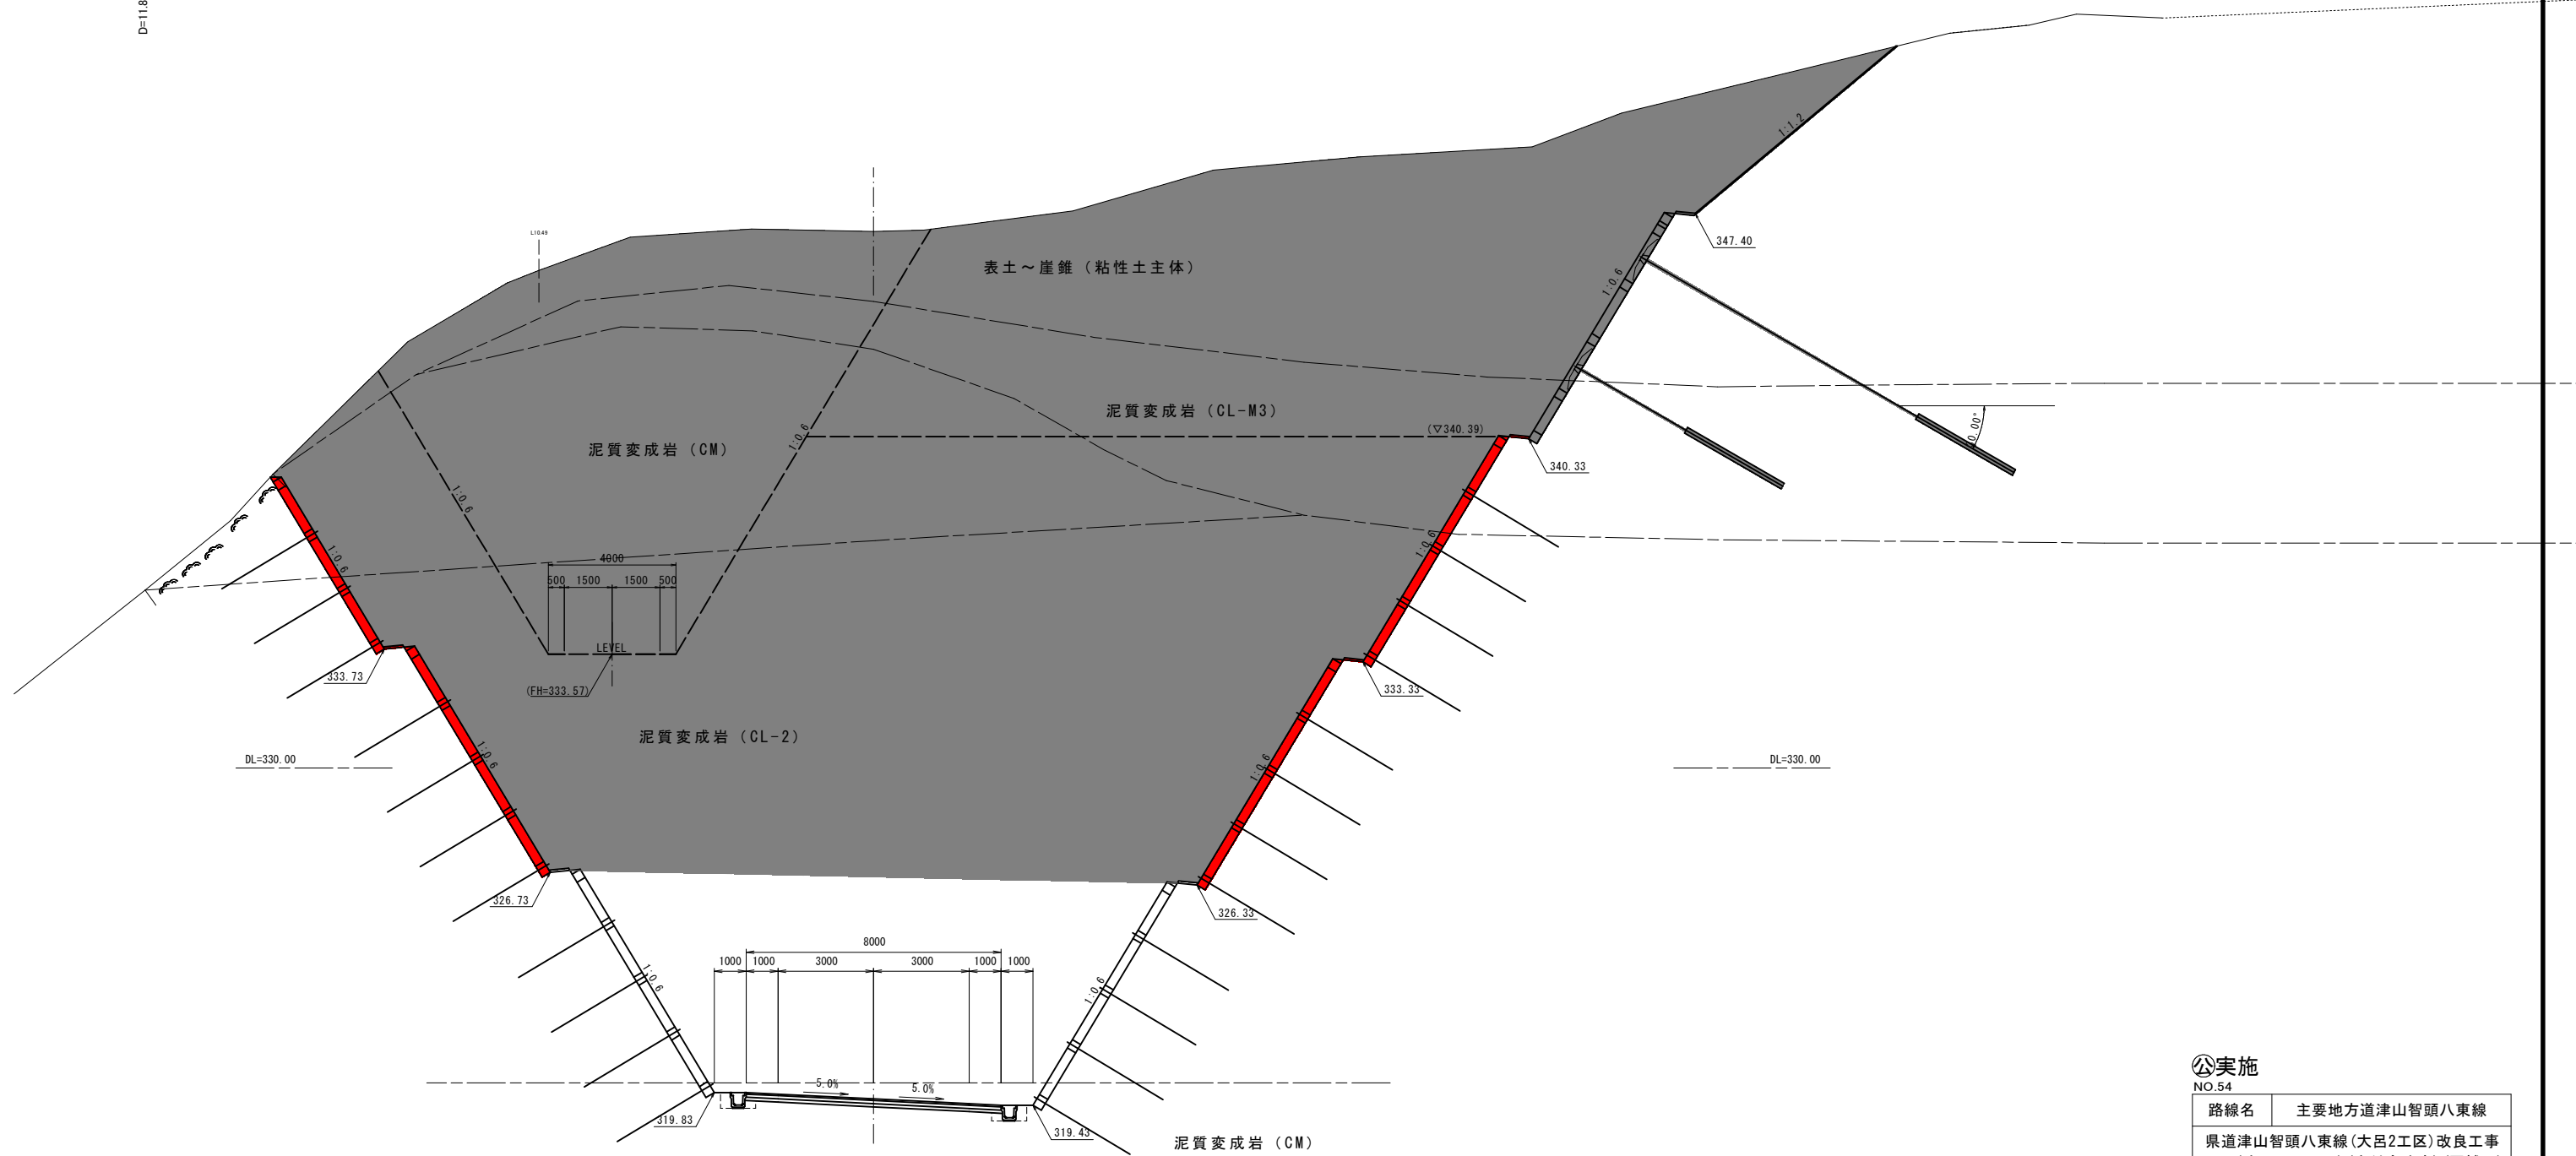 D=11.8
L10.49
表土～崖錐（粘性土主体）
347.40
1:1.2
1:0.6
泥質変成岩（CL-M3）
(▽340.39)
340.33
泥質変成岩（CM）
1:0.6
1:0.6
1:0.6
1:0.6
4000
500 1500 1500 500
LEVEL
(FH=333.57)
333.73
333.33
泥質変成岩（CL-2）
1:0.6
1:0.6
DL=330.00
DL=330.00
326.73
326.33
8000
1000 1000 3000 3000 1000 1000
1:0.6
1:0.6
5.0% 5.0%
319.83
319.43
泥質変成岩（CM）
㊅実施
NO.54
路線名 主要地方道津山智頭八東線
県道津山智頭八東線(大呂2工区)改良工事